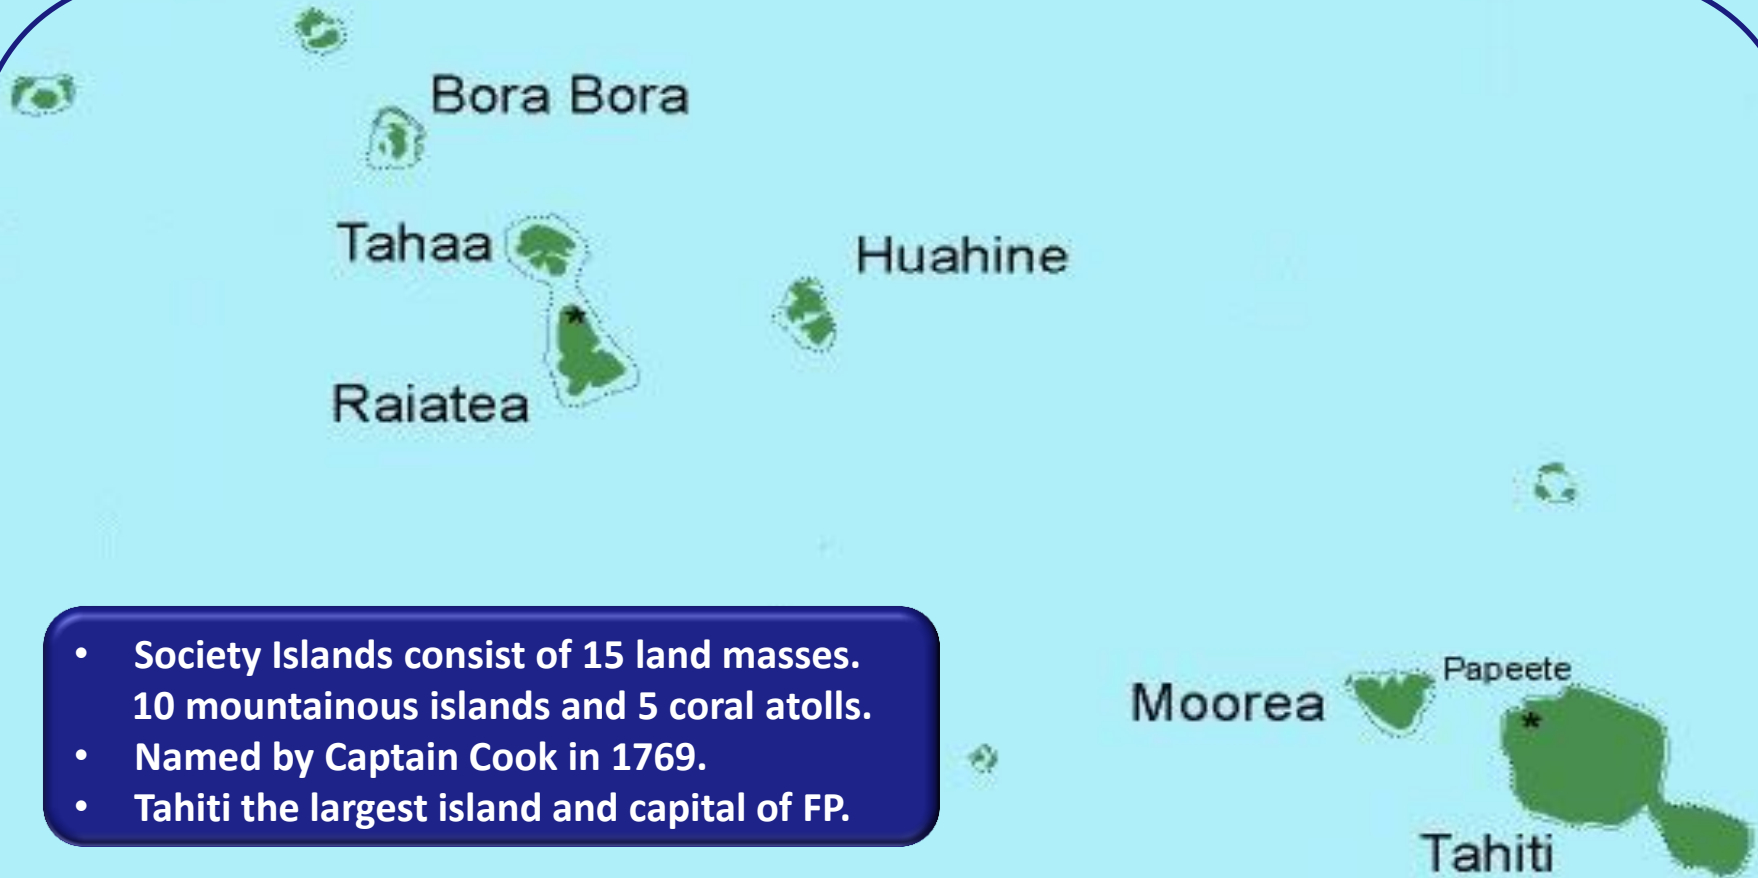 Bora Bora
Tahaa
Huahine
Raiatea
• Society Islands consist of 15 land masses.
10 mountainous islands and 5 coral atolls.
• Named by Captain Cook in 1769.
• Tahiti the largest island and capital of FP.
Papeete
Moorea
*
*
Tahiti